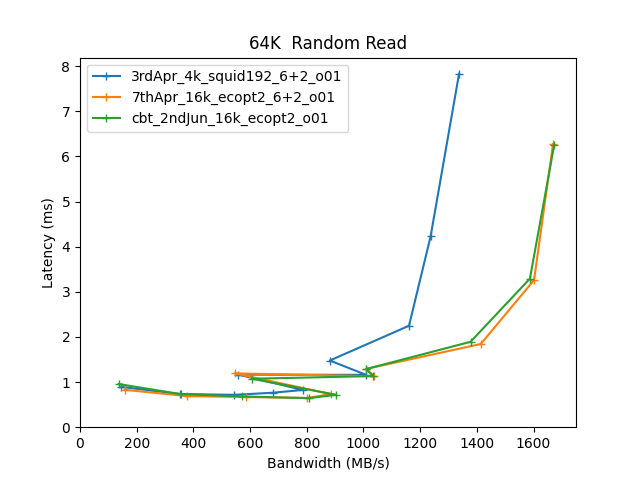 64K  Random Read
3rdApr_4k_squid192_6+2_o01
7thApr_16k_ecopt2_6+2_o01
cbt_2ndJun_16k_ecopt2_o01
Latency (ms)
8
7
6
5
4
3
2
1
0
0 200 400 600 800 1000 1200 1400 1600
Bandwidth (MB/s)